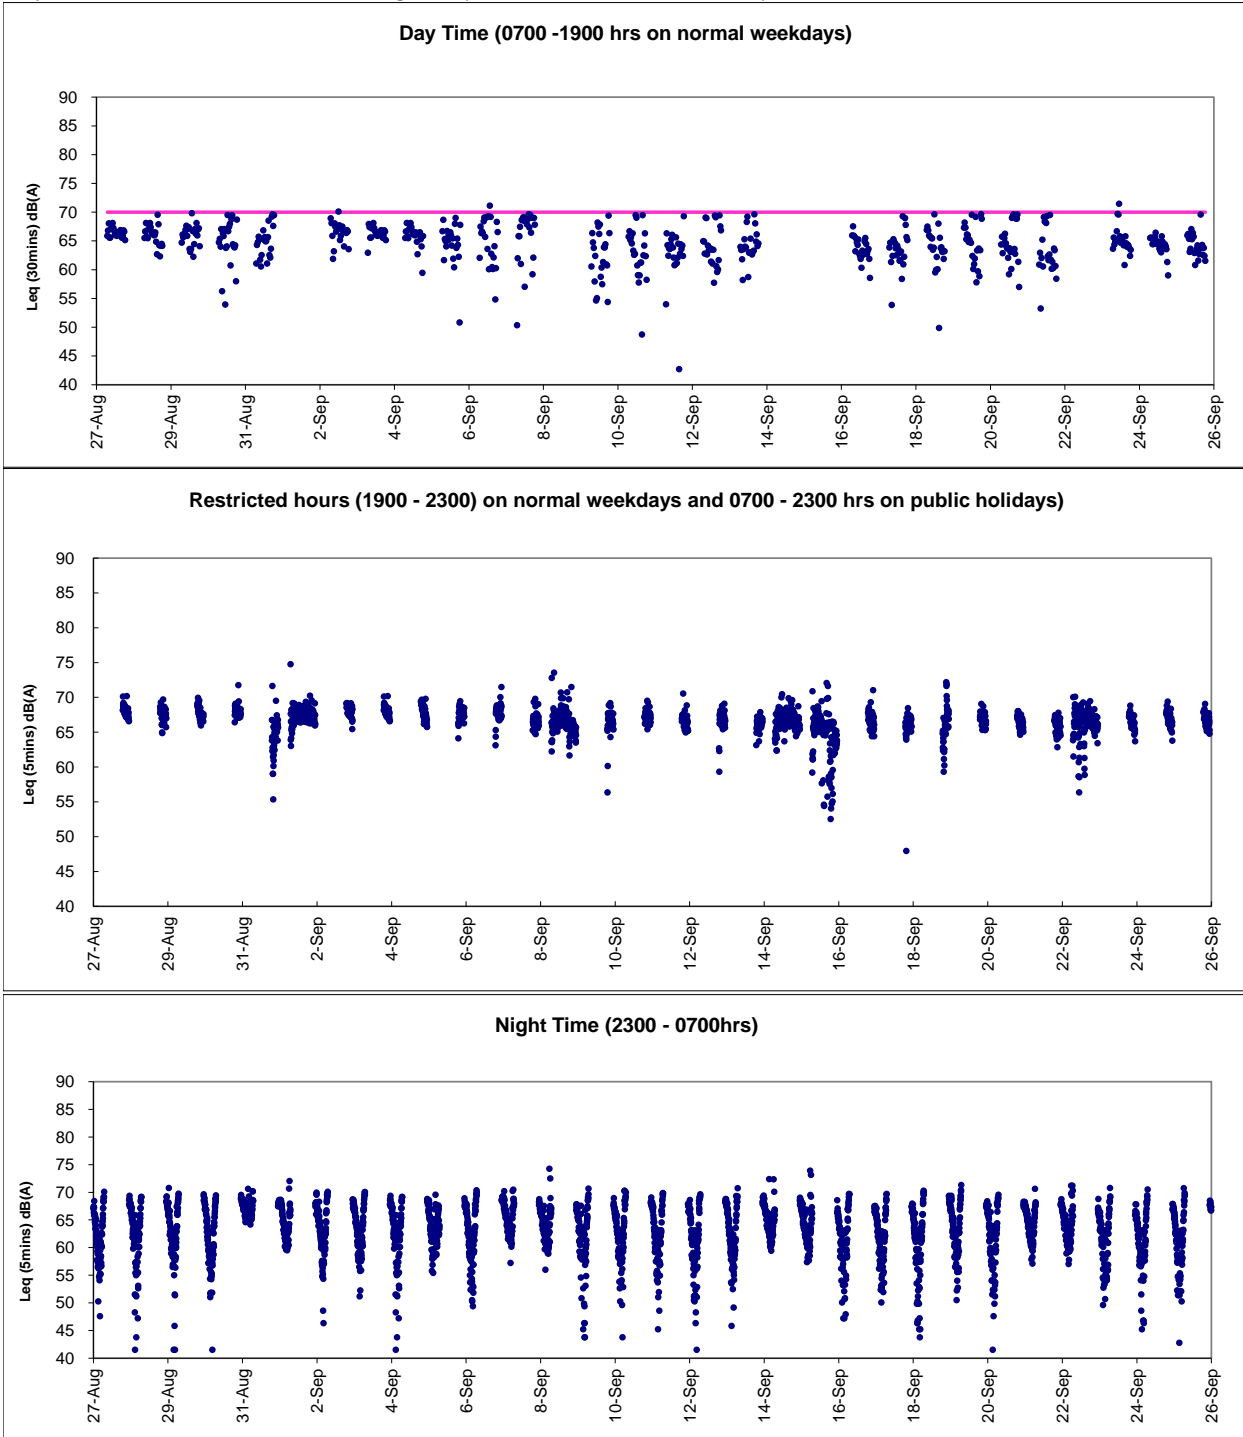 Day Time (0700 -1900 hrs on normal weekdays)
Leq (30mins) dB(A)
90
85
80
75
70
65
60
55
50
45
40
27-Aug
29-Aug
31-Aug
2-Sep
4-Sep
6-Sep
8-Sep
10-Sep
12-Sep
14-Sep
16-Sep
18-Sep
20-Sep
22-Sep
24-Sep
26-Sep
Restricted hours (1900 - 2300) on normal weekdays and 0700 - 2300 hrs on public holidays)
Leq (5mins) dB(A)
90
85
80
75
70
65
60
55
50
45
40
27-Aug
29-Aug
31-Aug
2-Sep
4-Sep
6-Sep
8-Sep
10-Sep
12-Sep
14-Sep
16-Sep
18-Sep
20-Sep
22-Sep
24-Sep
26-Sep
Night Time (2300 - 0700hrs)
Leq (5mins) dB(A)
90
85
80
75
70
65
60
55
50
45
40
27-Aug
29-Aug
31-Aug
2-Sep
4-Sep
6-Sep
8-Sep
10-Sep
12-Sep
14-Sep
16-Sep
18-Sep
20-Sep
22-Sep
24-Sep
26-Sep